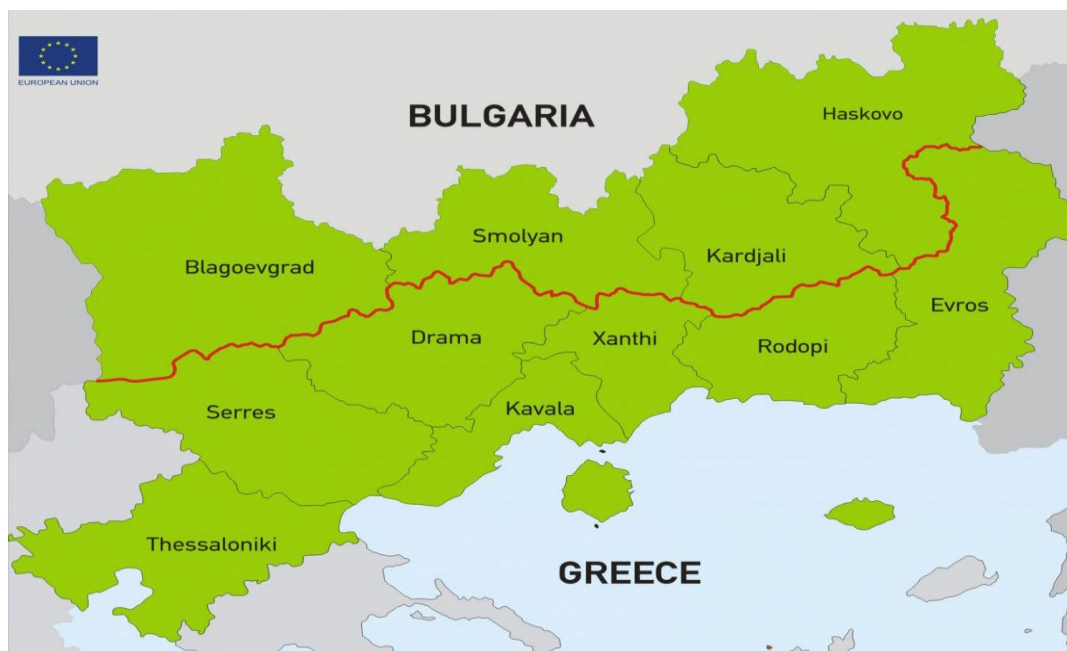 EUROPEAN UNION
BULGARIA
Haskovo
Smolyan
Kardjali
Blagoevgrad
Evros
Drama
Xanthi
Rodopi
Serres
Kavala
Thessaloniki
GREECE